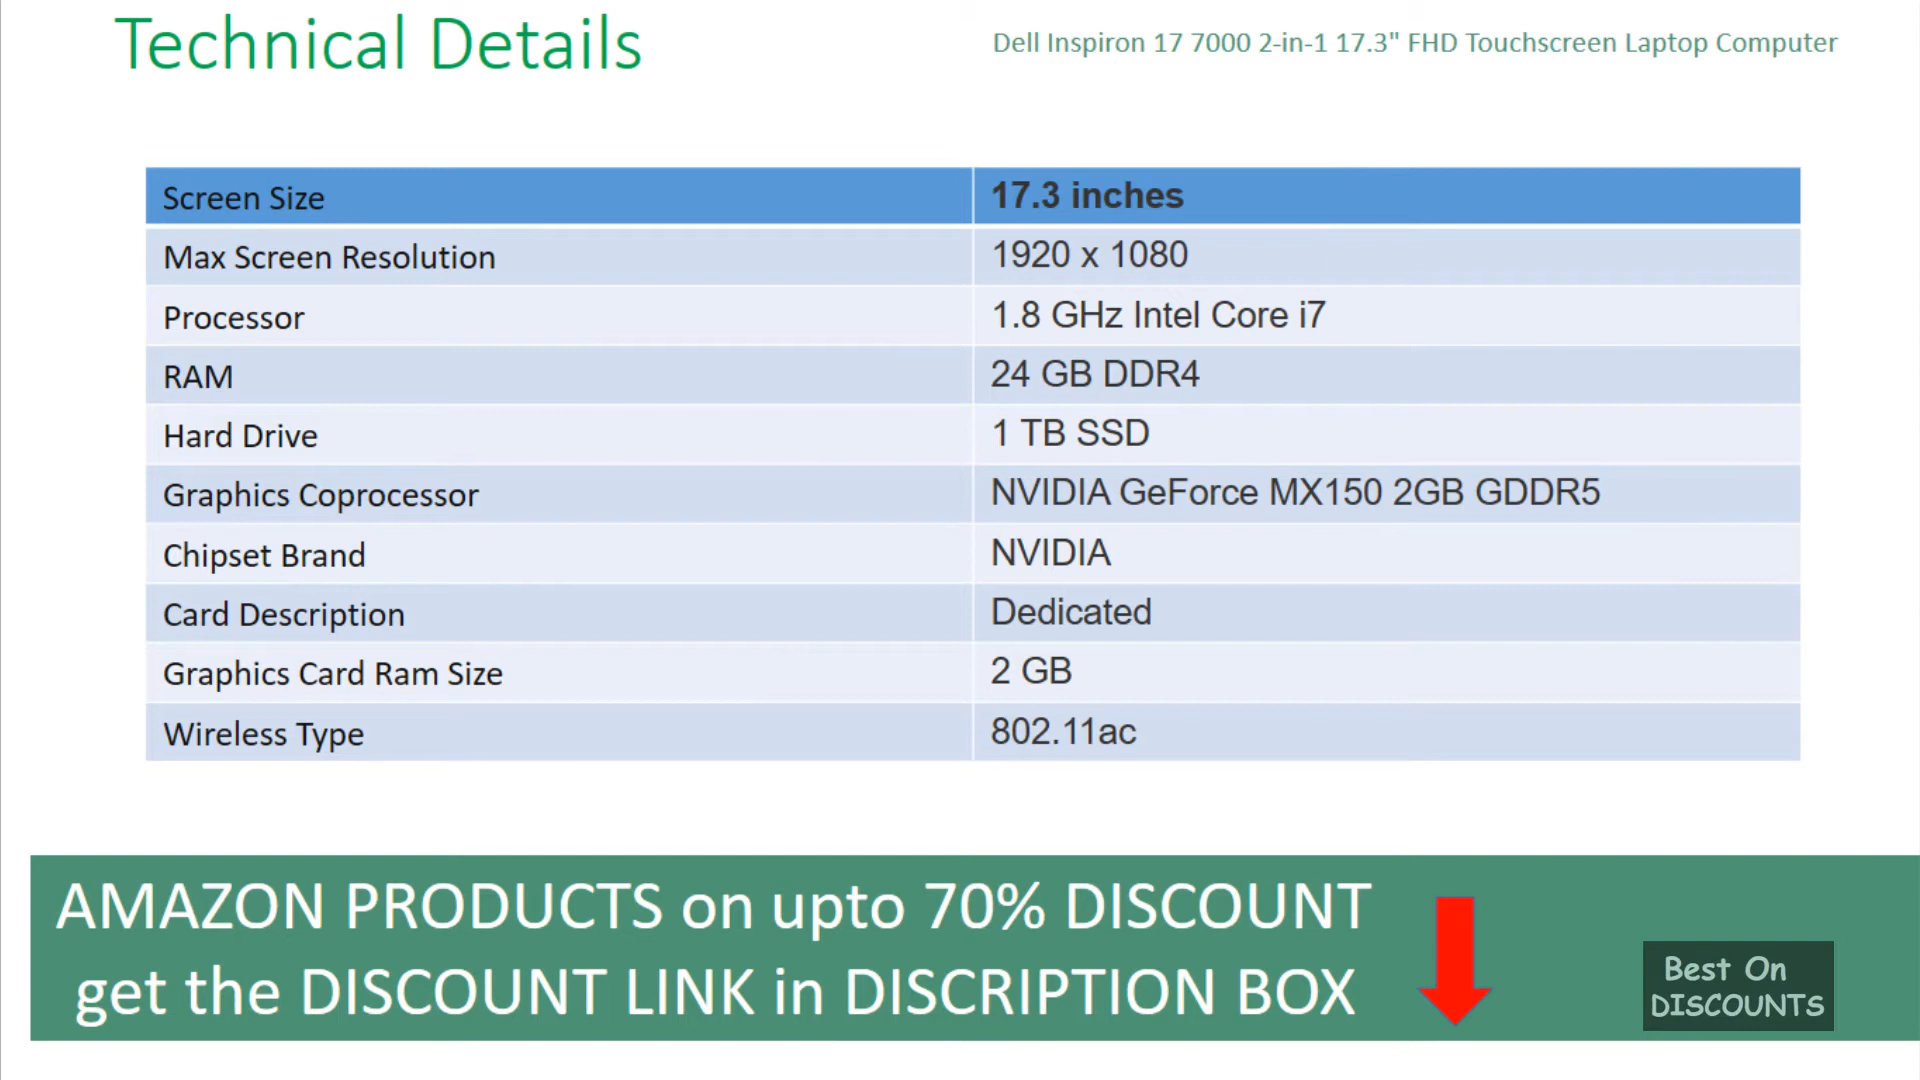 Technical Details
Dell Inspiron 17 7000 2-in-1 17.3" FHD Touchscreen Laptop Computer
Screen Size 17.3 inches
Max Screen Resolution 1920 x 1080
Processor 1.8 GHz Intel Core i7
RAM 24 GB DDR4
Hard Drive 1 TB SSD
Graphics Coprocessor NVIDIA GeForce MX150 2GB GDDR5
Chipset Brand NVIDIA
Card Description Dedicated
Graphics Card Ram Size 2 GB
Wireless Type 802.11ac
AMAZON PRODUCTS on upto 70% DISCOUNT
get the DISCOUNT LINK in DISCRIPTION BOX
Best On
DISCOUNTS